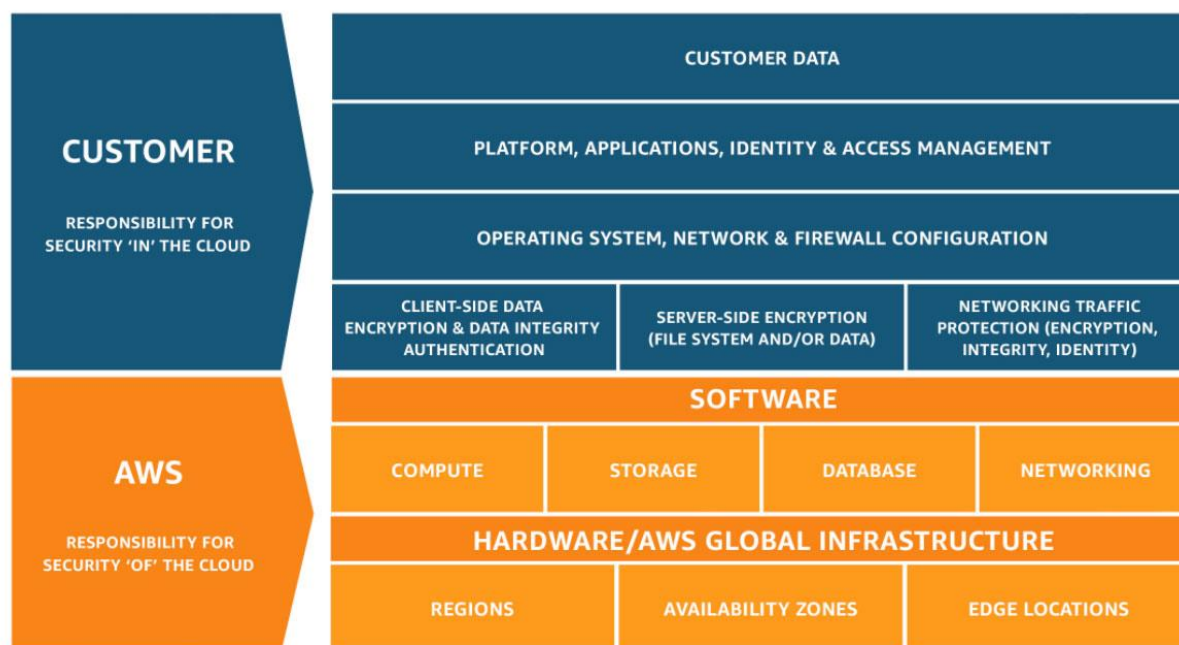 CUSTOMER
RESPONSIBILITY FOR
SECURITY ‘IN’ THE CLOUD
CUSTOMER DATA
PLATFORM, APPLICATIONS, IDENTITY & ACCESS MANAGEMENT
OPERATING SYSTEM, NETWORK & FIREWALL CONFIGURATION
CLIENT-SIDE DATA
ENCRYPTION & DATA INTEGRITY
AUTHENTICATION
SERVER-SIDE ENCRYPTION
(FILE SYSTEM AND/OR DATA)
NETWORKING TRAFFIC
PROTECTION (ENCRYPTION,
INTEGRITY, IDENTITY)
AWS
RESPONSIBILITY FOR
SECURITY ‘OF’ THE CLOUD
SOFTWARE
COMPUTE
STORAGE
DATABASE
NETWORKING
HARDWARE/AWS GLOBAL INFRASTRUCTURE
REGIONS
AVAILABILITY ZONES
EDGE LOCATIONS